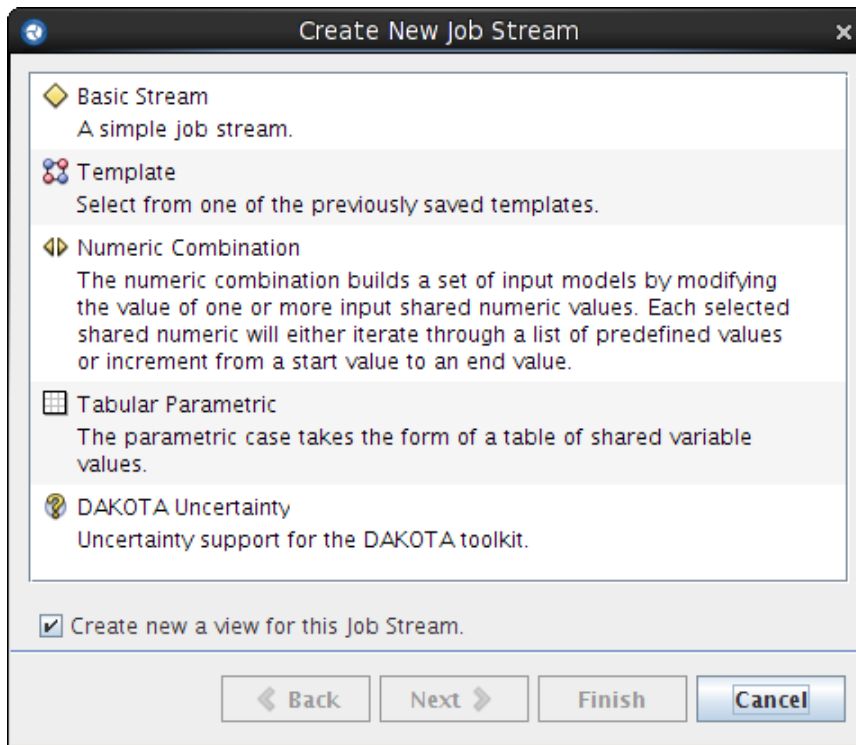 Create New Job Stream
Basic Stream
A simple job stream.
Template
Select from one of the previously saved templates.
Numeric Combination
The numeric combination builds a set of input models by modifying
the value of one or more input shared numeric values. Each selected
shared numeric will either iterate through a list of predefined values
or increment from a start value to an end value.
Tabular Parametric
The parametric case takes the form of a table of shared variable
values.
DAKOTA Uncertainty
Uncertainty support for the DAKOTA toolkit.
Create new a view for this Job Stream.
Back Next Finish Cancel